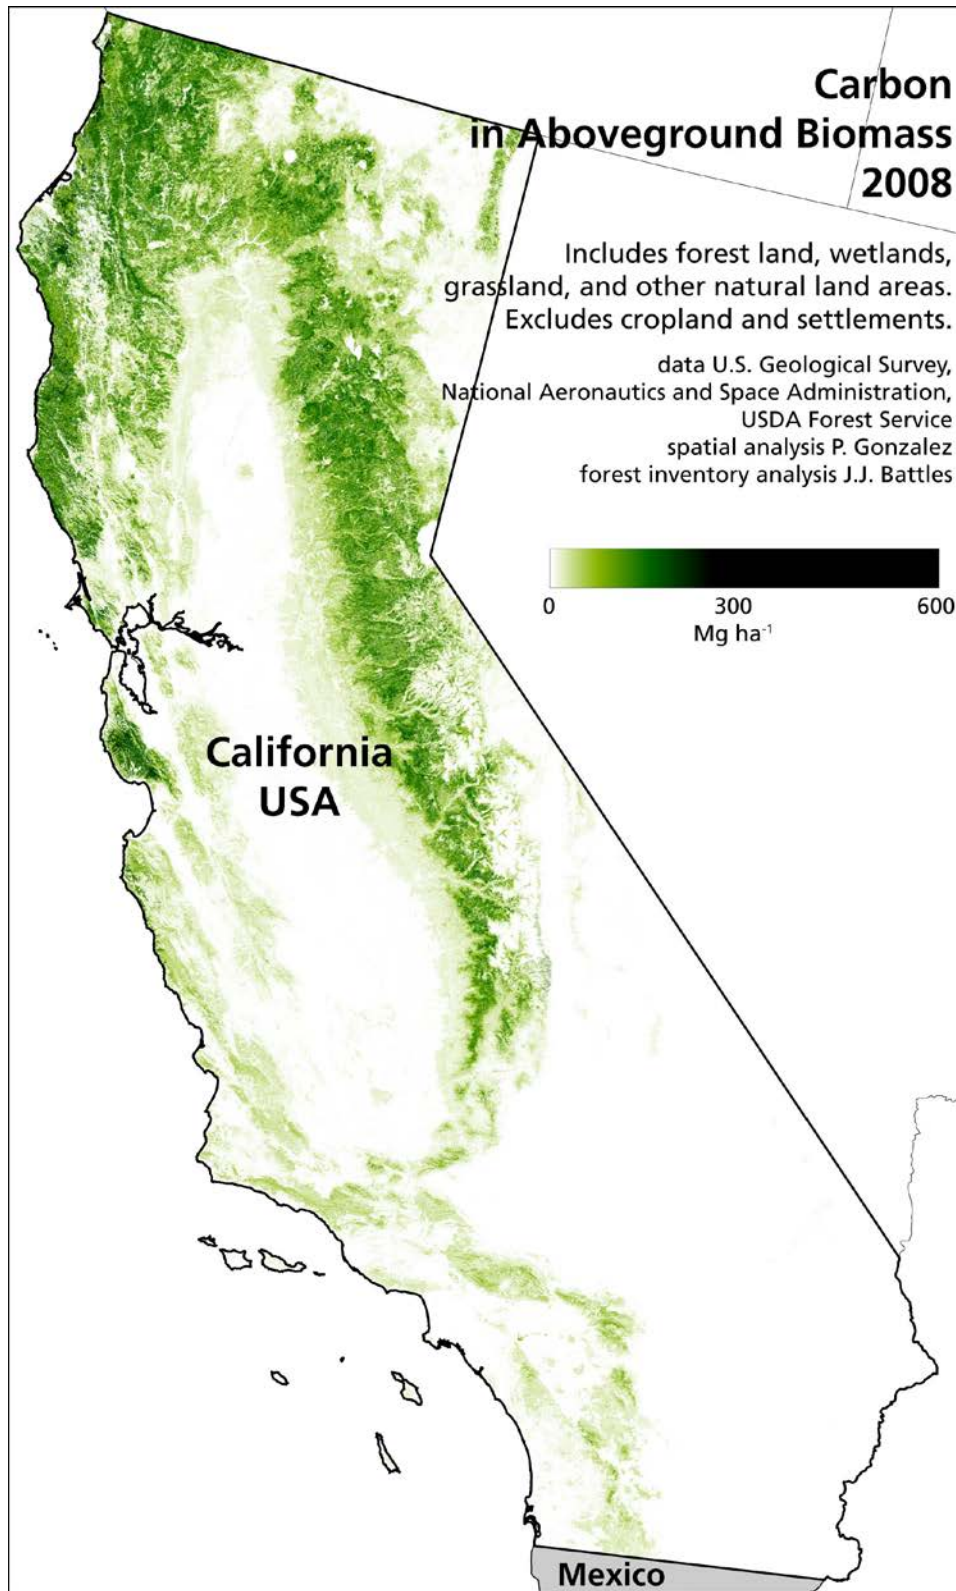 Carbon
in Aboveground Biomass
2008
Includes forest land, wetlands,
grassland, and other natural land areas.
Excludes cropland and settlements.
data U.S. Geological Survey,
National Aeronautics and Space Administration,
USDA Forest Service
spatial analysis P. Gonzalez
forest inventory analysis J.J. Battles
0 300 600
Mg ha⁻¹
California
USA
Mexico